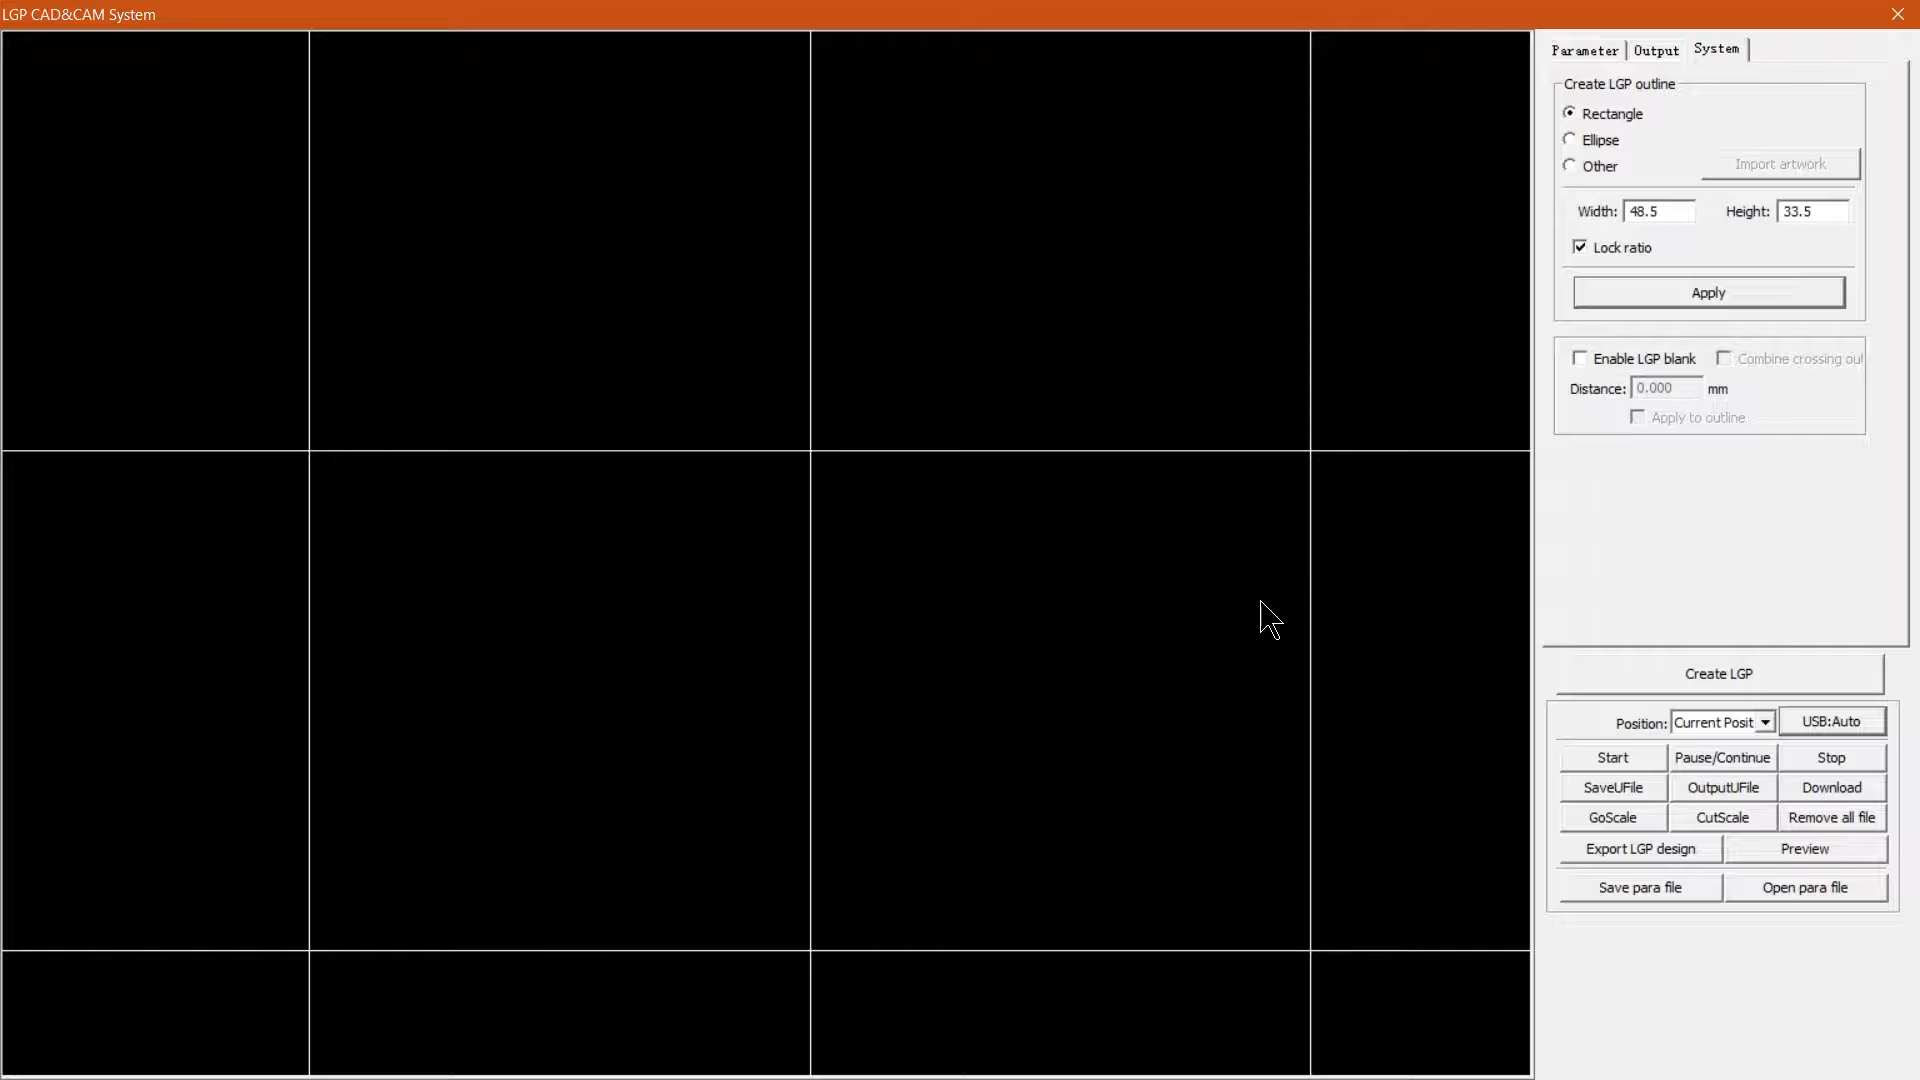 LGP CAD&CAM System
Parameter Output System
Create LGP outline
Rectangle
Ellipse
Other
Import artwork
Width: 48.5 Height: 33.5
Lock ratio
Apply
Enable LGP blank Combine crossing out
Distance: 0.000 mm
Apply to outline
Create LGP
Position: Current Posit USB:Auto
Start Pause/Continue Stop
SaveUFile OutputUFile Download
GoScale CutScale Remove all file
Export LGP design Preview
Save para file Open para file